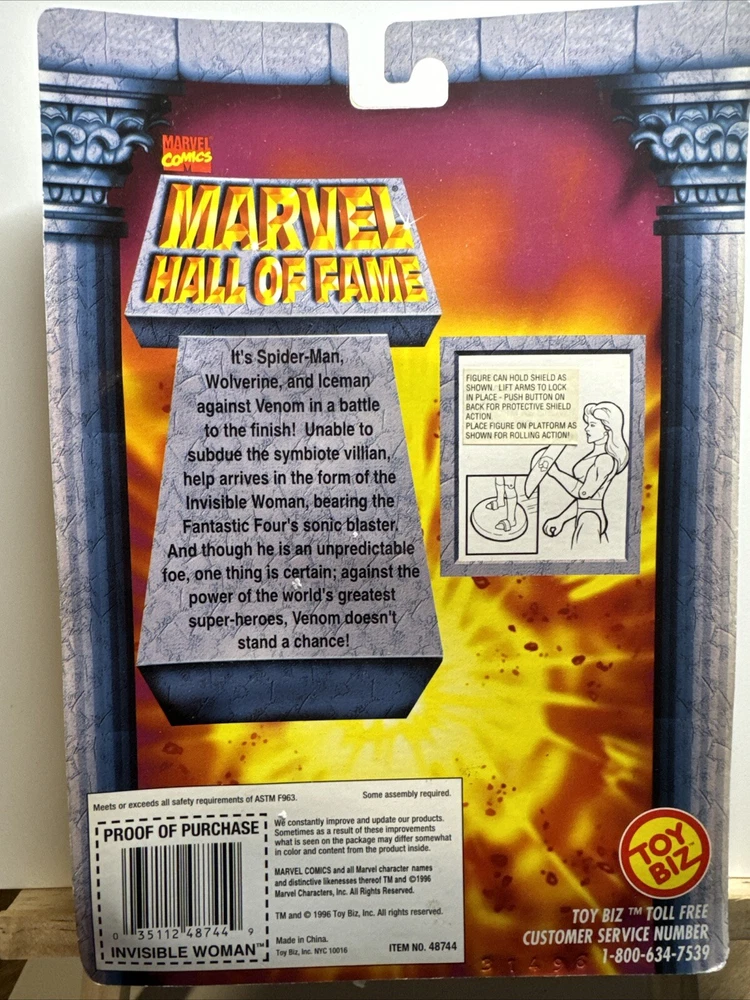 MARVEL
COMICS
MARVEL®
HALL OF FAME
It's Spider-Man,
Wolverine, and Iceman
against Venom in a battle
to the finish! Unable to
subdue the symbiote villian,
help arrives in the form of the
Invisible Woman, bearing the
Fantastic Four's sonic blaster.
And though he is an unpredictable
foe, one thing is certain; against the
power of the world's greatest
super-heroes, Venom doesn't
stand a chance!
FIGURE CAN HOLD SHIELD AS
SHOWN. LIFT ARMS TO LOCK
IN PLACE - PUSH BUTTON ON
BACK FOR PROTECTIVE SHIELD
ACTION.
PLACE FIGURE ON PLATFORM AS
SHOWN FOR ROLLING ACTION!
Meets or exceeds all safety requirements of ASTM F963.
Some assembly required.
PROOF OF PURCHASE
0 35112 48744 9
INVISIBLE WOMAN™
We constantly improve and update our products.
Sometimes as a result of these improvements
what is seen on the package may differ somewhat
in color and content from the product inside.
MARVEL COMICS and all Marvel character names
and distinctive likenesses thereof TM and ©1996
Marvel Characters, Inc. All Rights Reserved.
TM and © 1996 Toy Biz, Inc. All rights reserved.
Made in China.
Toy Biz, Inc. NYC 10016
ITEM NO. 48744
TOY
BIZ
TOY BIZ ™ TOLL FREE
CUSTOMER SERVICE NUMBER
1-800-634-7539
31496